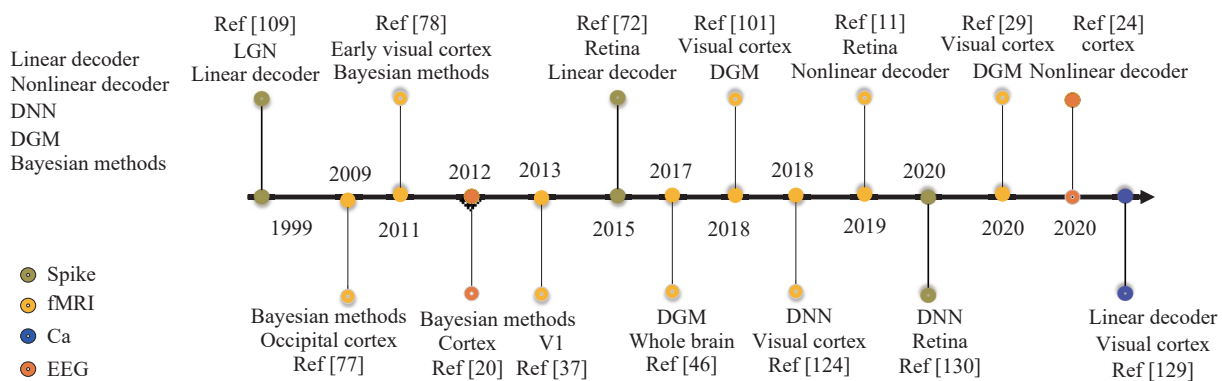 Linear decoder
Nonlinear decoder
DNN
DGM
Bayesian methods
Ref [109]
LGN
Linear decoder
Ref [78]
Early visual cortex
Bayesian methods
Ref [72]
Retina
Linear decoder
Ref [101]
Visual cortex
DGM
Ref [11]
Retina
Nonlinear decoder
Ref [29]
Visual cortex
DGM
Ref [24]
cortex
Nonlinear decoder
2009
2012
2013
2017
2018
2020
1999
2011
2015
2018
2019
2020
2020
Spike
fMRI
Ca
EEG
Bayesian methods
Occipital cortex
Ref [77]
Bayesian methods
Cortex
Ref [20]
V1
Ref [37]
DGM
Whole brain
Ref [46]
DNN
Visual cortex
Ref [124]
DNN
Retina
Ref [130]
Linear decoder
Visual cortex
Ref [129]